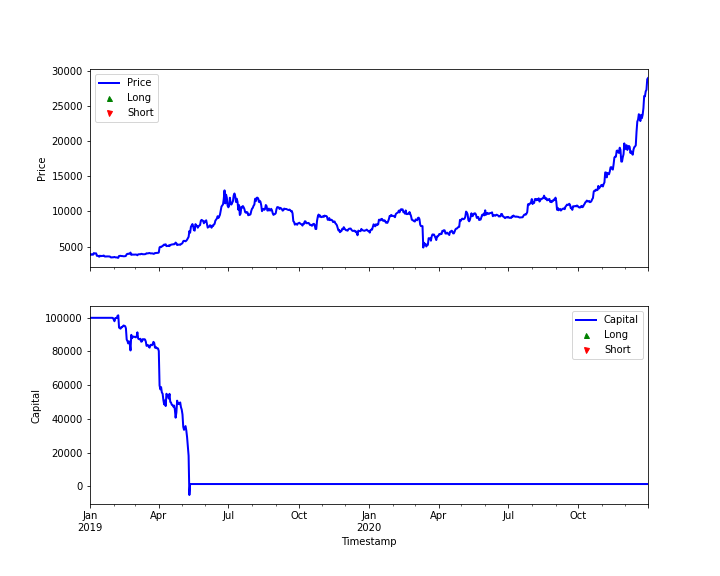 30000
25000
20000
15000
10000
5000
Price
Price
Long
Short
100000
80000
60000
40000
20000
0
Capital
Capital
Long
Short
Jan
2019
Apr
Jul
Oct
Jan
2020
Apr
Jul
Oct
Timestamp